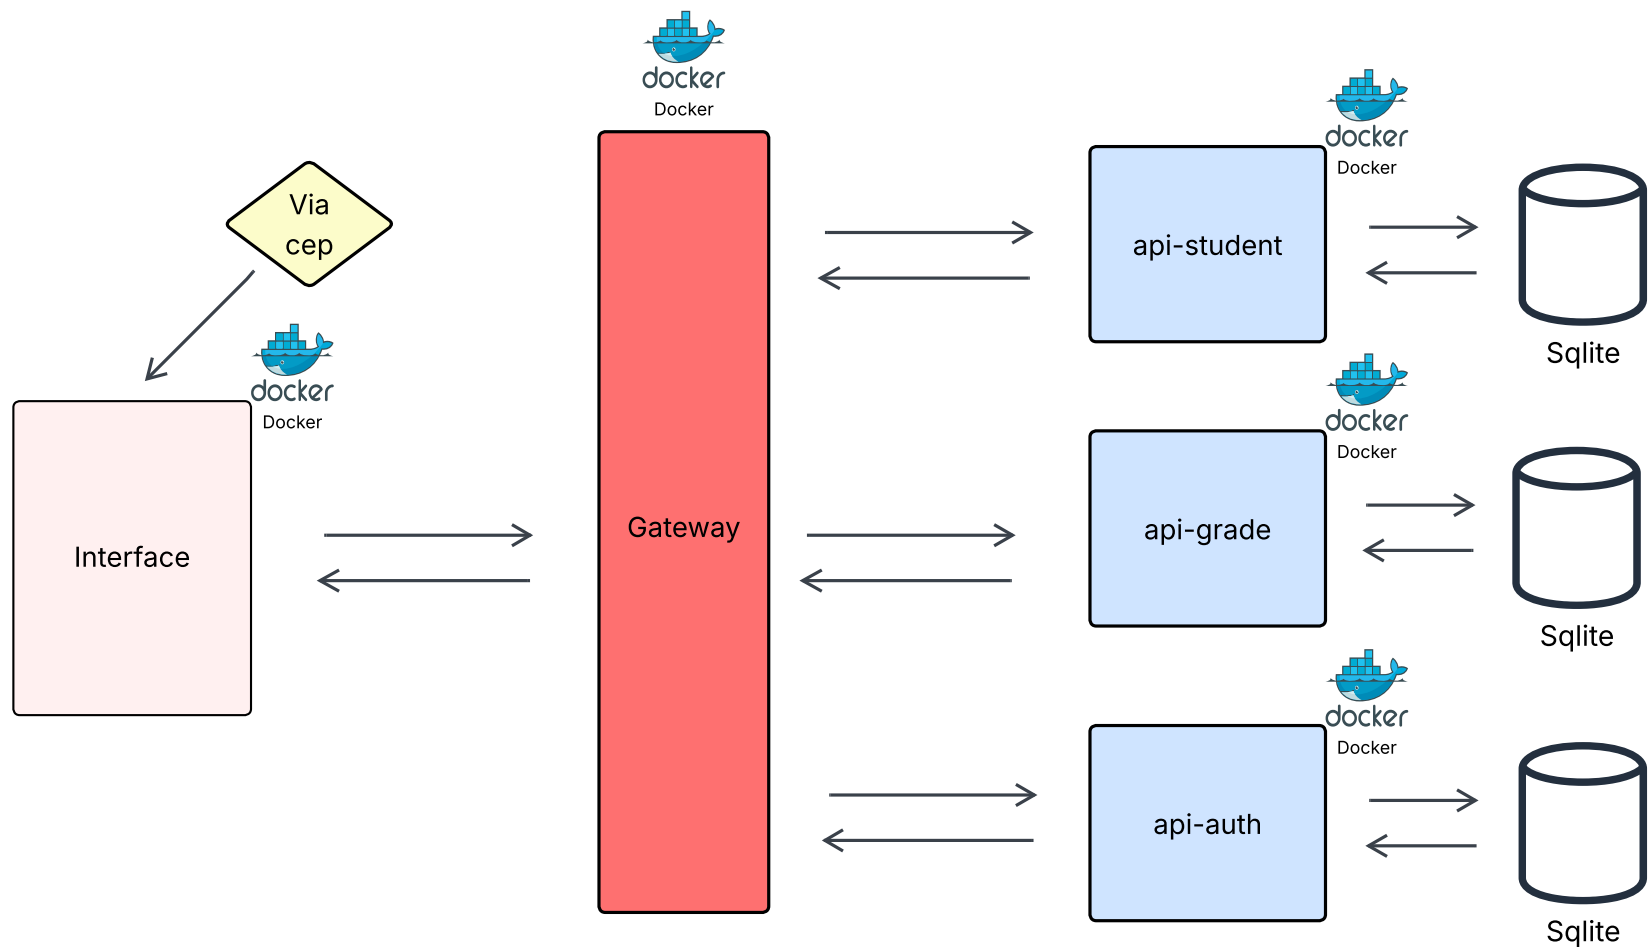 docker
Docker
docker
Docker
Via
cep
api-student
Sqlite
docker
Docker
Interface
Gateway
docker
Docker
api-grade
Sqlite
docker
Docker
api-auth
Sqlite